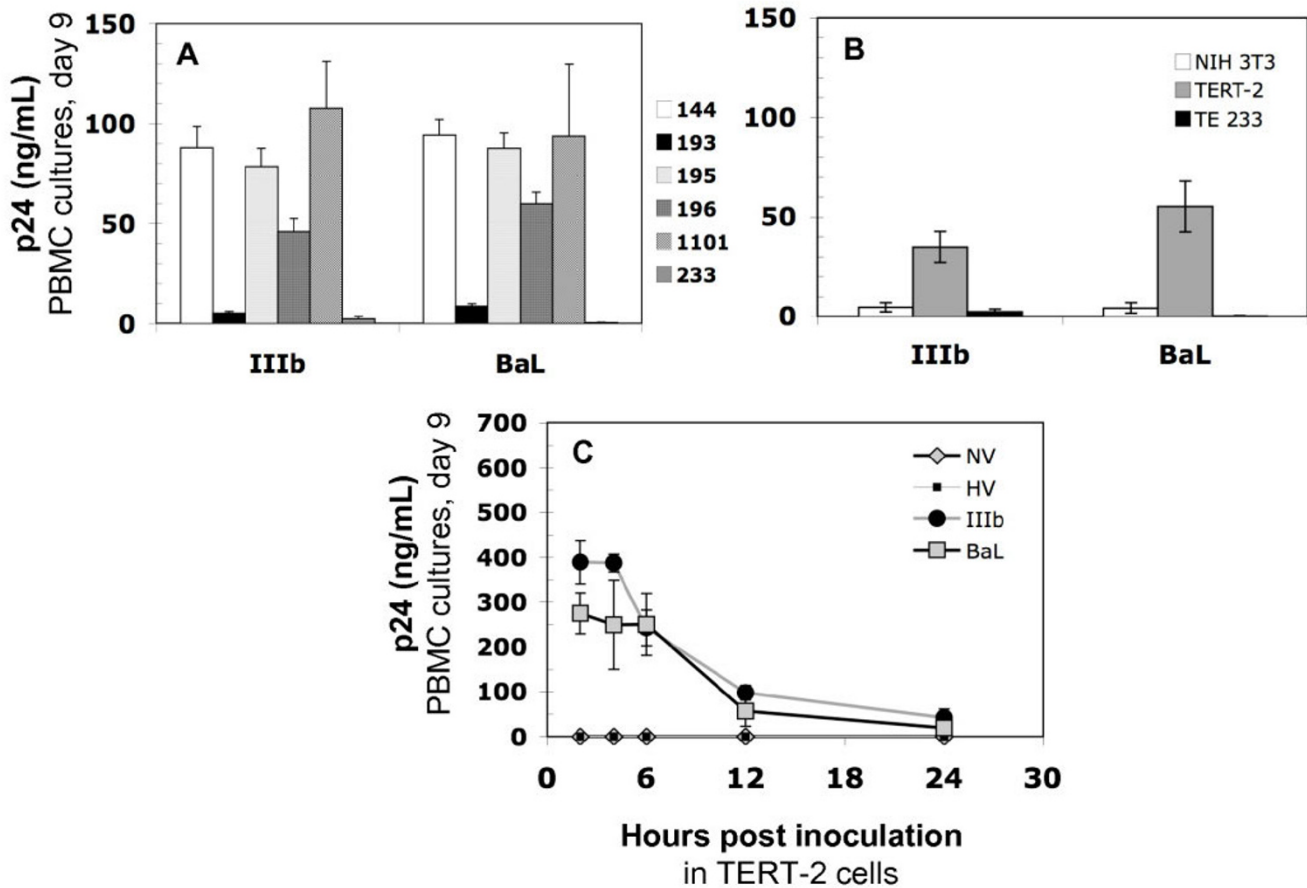 p24 (ng/mL)
PBMC cultures, day 9
150
100
50
0
A
IIIb
BaL
144
193
195
196
1101
233
150
100
50
0
B
NIH 3T3
TERT-2
TE 233
IIIb
BaL
p24 (ng/mL)
PBMC cultures, day 9
700
600
500
400
300
200
100
0
C
NV
HV
IIIb
BaL
0 6 12 18 24 30
Hours post inoculation
in TERT-2 cells